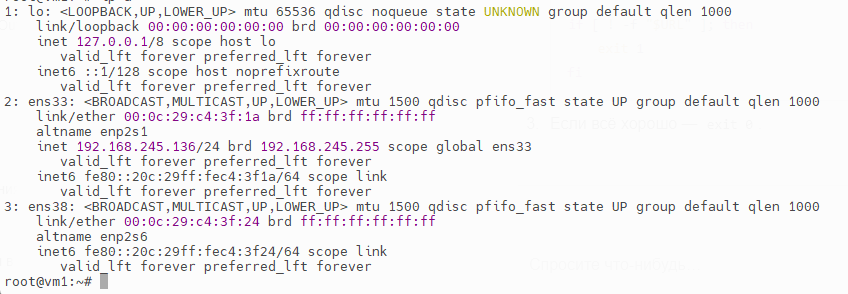 1: lo: <LOOPBACK,UP,LOWER_UP> mtu 65536 qdisc noqueue state UNKNOWN group default qlen 1000
    link/loopback 00:00:00:00:00:00 brd 00:00:00:00:00:00
    inet 127.0.0.1/8 scope host lo
       valid_lft forever preferred_lft forever
    inet6 ::1/128 scope host noprefixroute
       valid_lft forever preferred_lft forever
2: ens33: <BROADCAST,MULTICAST,UP,LOWER_UP> mtu 1500 qdisc pfifo_fast state UP group default qlen 1000
    link/ether 00:0c:29:c4:3f:1a brd ff:ff:ff:ff:ff:ff
    altname enp2s1
    inet 192.168.245.136/24 brd 192.168.245.255 scope global ens33
       valid_lft forever preferred_lft forever
    inet6 fe80::20c:29ff:fec4:3f1a/64 scope link
       valid_lft forever preferred_lft forever
3: ens38: <BROADCAST,MULTICAST,UP,LOWER_UP> mtu 1500 qdisc pfifo_fast state UP group default qlen 1000
    link/ether 00:0c:29:c4:3f:24 brd ff:ff:ff:ff:ff:ff
    altname enp2s6
    inet6 fe80::20c:29ff:fec4:3f24/64 scope link
       valid_lft forever preferred_lft forever
root@vm1:~#